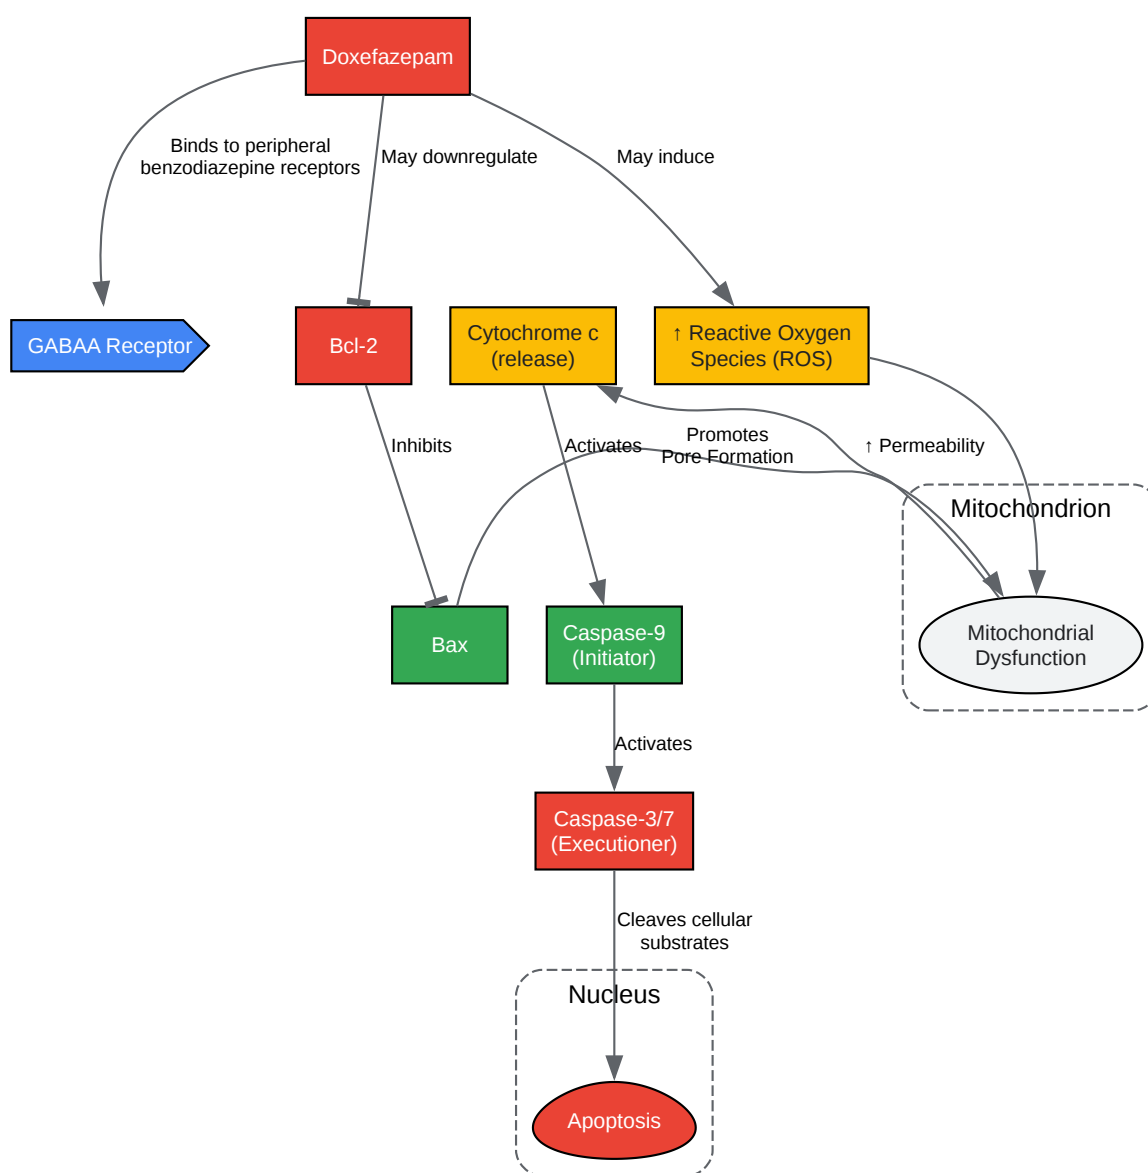 Doxefazepam
Binds to peripheral
benzodiazepine receptors
May downregulate
May induce
GABAA Receptor
Bcl-2
Cytochrome c
(release)
↑ Reactive Oxygen
Species (ROS)
Inhibits
Activates
Promotes
Pore Formation
↑ Permeability
Mitochondrion
Bax
Caspase-9
(Initiator)
Mitochondrial
Dysfunction
Activates
Caspase-3/7
(Executioner)
Cleaves cellular
substrates
Nucleus
Apoptosis